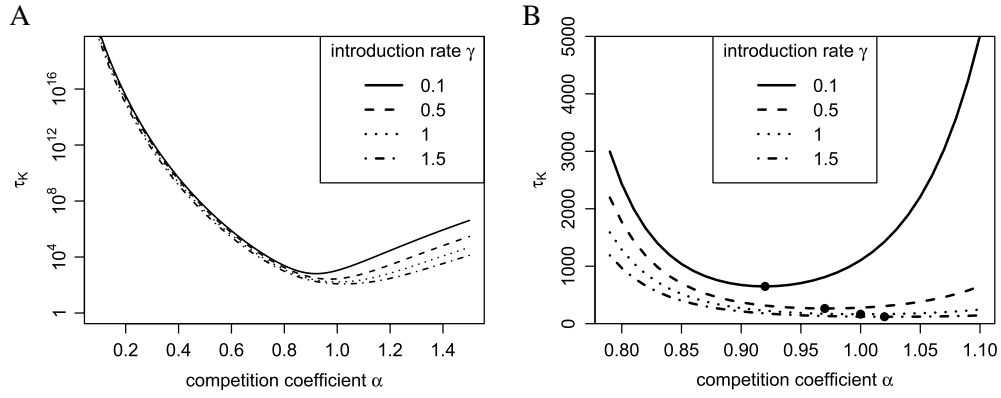 A
introduction rate γ
0.1
0.5
1
1.5
10^16
10^12
10^8
10^4
1
τ_K
0.2 0.4 0.6 0.8 1.0 1.2 1.4
competition coefficient α
B
introduction rate γ
0.1
0.5
1
1.5
5000
4000
3000
2000
1000
0
τ_K
0.80 0.85 0.90 0.95 1.00 1.05 1.10
competition coefficient α